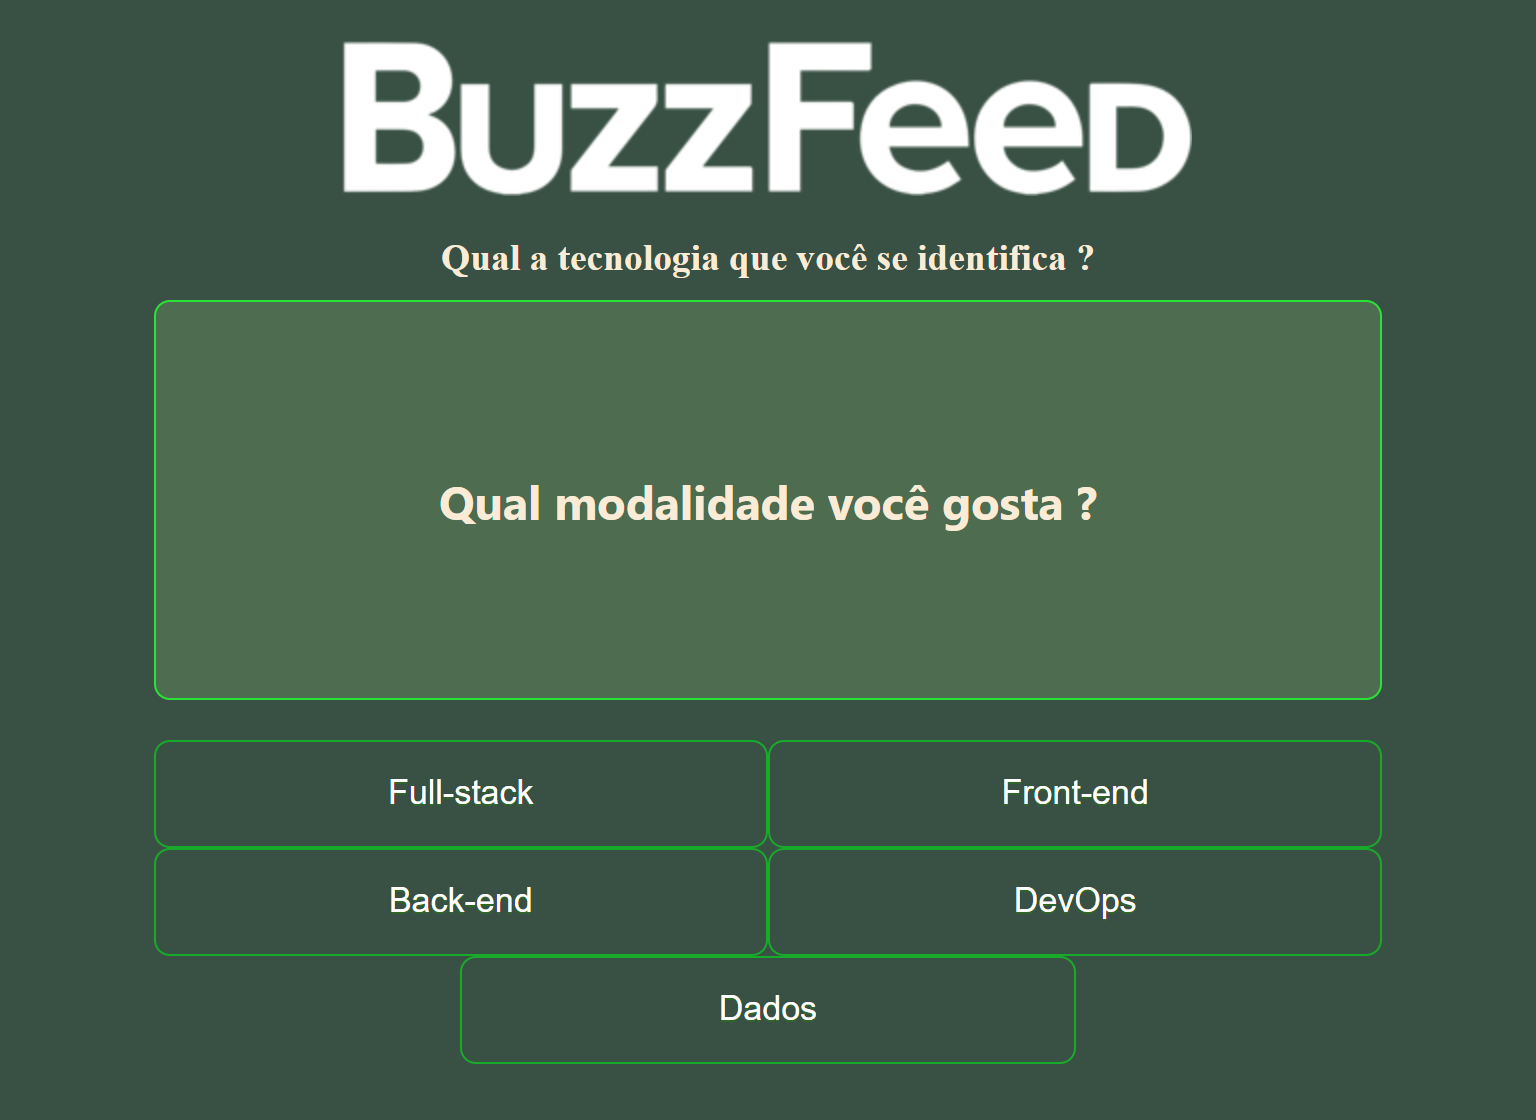 BuzzFeed
Qual a tecnologia que você se identifica ?
Qual modalidade você gosta ?
Full-stack
Front-end
Back-end
DevOps
Dados